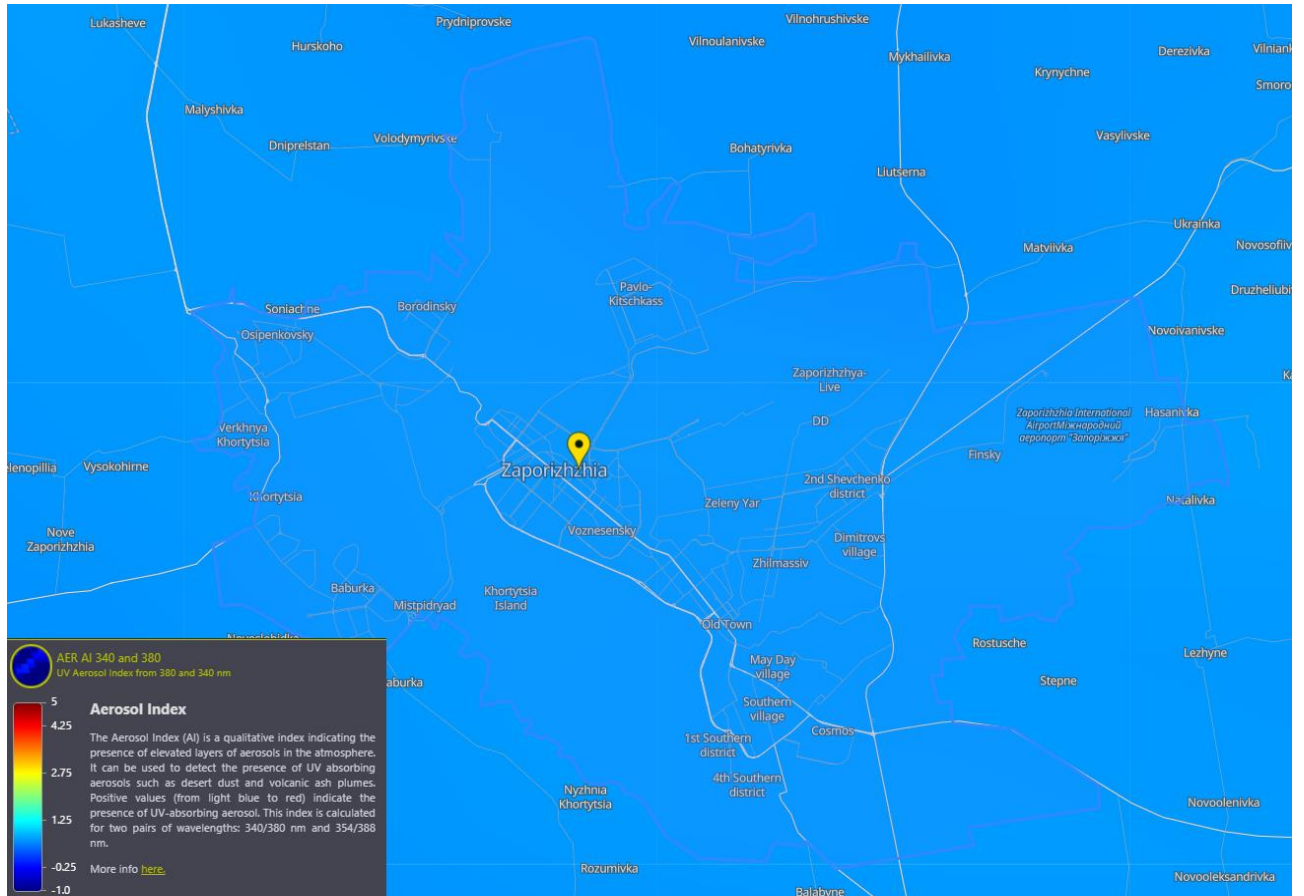 Lukasheve
Prydniprovske
Vilnohrushivske
Hurskoho
Vilnoulanivske
Mykhailivka
Derezivka
Krynychne
Malyshivka
Dniprelstan
Volodymyrivske
Bohatyrivka
Vasylivske
Liutserna
Ukrainka
Matviivka
Pavlo-
Kitschkass
Soniachne
Borodinsky
Osipenkovsky
Novoivanivske
Zaporizhzhya-
Live
DD
Zaporizhzhia International
AirportМіжнародний
аеропорт "Запоріжжя"
Hasanivka
Verkhnya
Khortytsia
Vysokohirne
Finsky
Zaporizhzhia
2nd Shevchenko
district
Khortytsia
Zeleny Yar
Natalivka
Nove
Zaporizhzhia
Voznesensky
Dimitrovs
village
Zhilmassiv
Baburka
Khortytsia
Island
Mistpidryad
Old Town
Rostusche
Lezhyne
May Day
village
Stepne
Southern
village
Cosmos
1st Southern
district
4th Southern
district
Nyzhnia
Khortytsia
Novoolenivka
Rozumivka
Balabyne
Novooleksandrivka
AER AI 340 and 380
UV Aerosol Index from 380 and 340 nm
5
4.25
2.75
1.25
-0.25
-1.0
Aerosol Index
The Aerosol Index (AI) is a qualitative index indicating the
presence of elevated layers of aerosols in the atmosphere.
It can be used to detect the presence of UV absorbing
aerosols such as desert dust and volcanic ash plumes.
Positive values (from light blue to red) indicate the
presence of UV-absorbing aerosol. This index is calculated
for two pairs of wavelengths: 340/380 nm and 354/388
nm.
More info here.